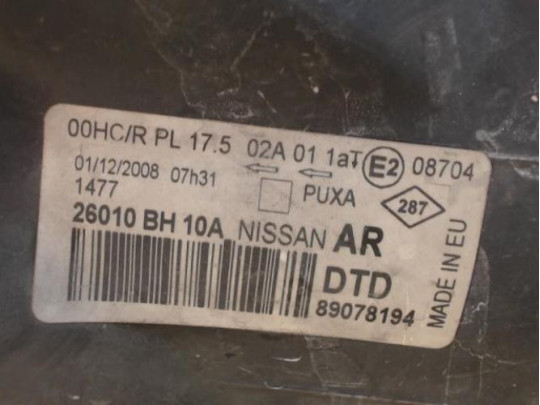 00HC/R PL 17.5 02A 01 1aT E2 08704
01/12/2008 07h31
1477
PUXA
287
26010 BH 10A NISSAN AR
DTD
89078194
MADE IN EU